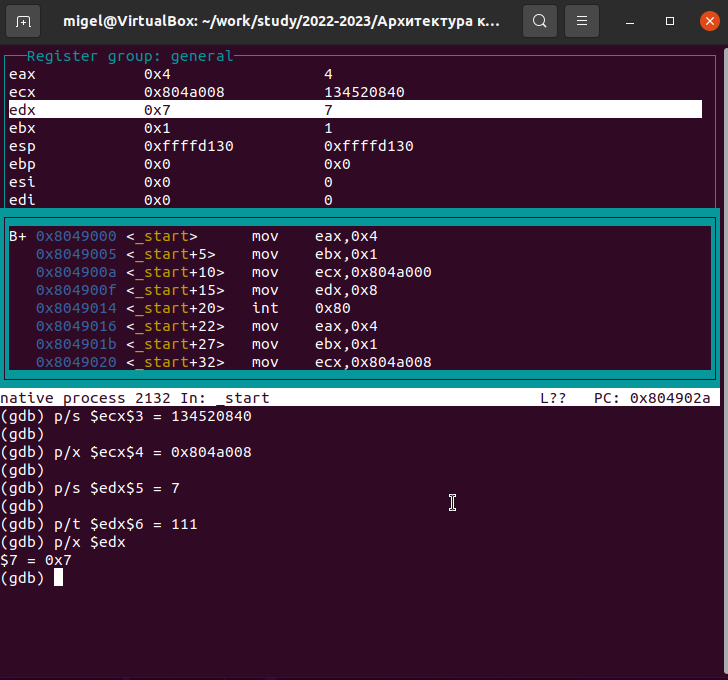 migel@VirtualBox: ~/work/study/2022-2023/Архитектура к...
Register group: general
eax 0x4 4
ecx 0x804a008 134520840
edx 0x7 7
ebx 0x1 1
esp 0xffffd130 0xffffd130
ebp 0x0 0x0
esi 0x0 0
edi 0x0 0
B+ 0x8049000 <_start> mov eax,0x4
0x8049005 <_start+5> mov ebx,0x1
0x804900a <_start+10> mov ecx,0x804a000
0x804900f <_start+15> mov edx,0x8
0x8049014 <_start+20> int 0x80
0x8049016 <_start+22> mov eax,0x4
0x804901b <_start+27> mov ebx,0x1
0x8049020 <_start+32> mov ecx,0x804a008
native process 2132 In: _start L?? PC: 0x804902a
(gdb) p/s $ecx$3 = 134520840
(gdb)
(gdb) p/x $ecx$4 = 0x804a008
(gdb)
(gdb) p/s $edx$5 = 7
(gdb)
(gdb) p/t $edx$6 = 111
(gdb) p/x $edx
$7 = 0x7
(gdb)